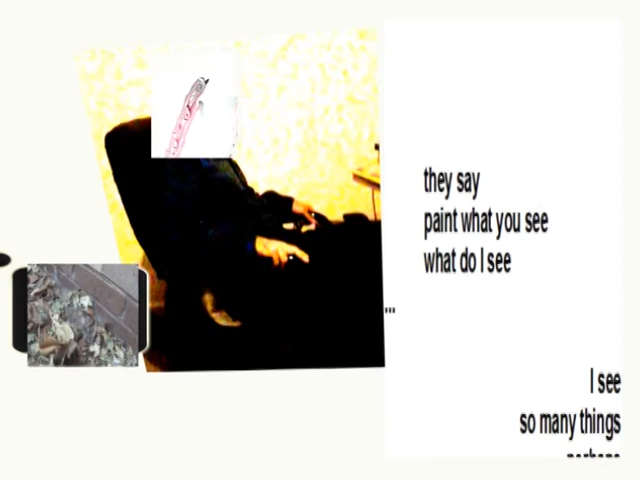 they say
paint what you see
what do I see
...
I see
so many things